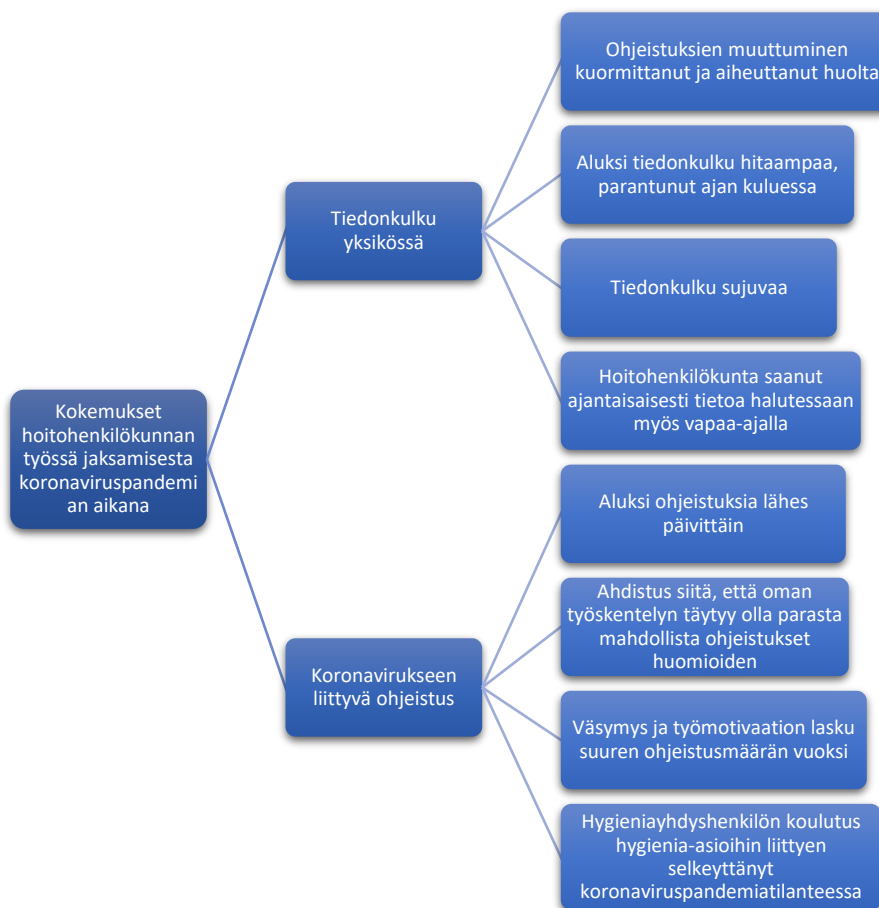 Kokemukset
hoitohenkilökunnan
työssä jaksamisesta
koronaviruspandemi
an aikana
Tiedonkulku
yksikössä
Ohjeistuksien muuttuminen
kuormittanut ja aiheuttanut huolta
Aluksi tiedonkulku hitaampaa,
parantunut ajan kuluessa
Tiedonkulku sujuvaa
Hoitohenkilökunta saanut
ajantaisaisesti tietoa halutessaan
myös vapaa-ajalla
Koronavirukseen
liittyvä ohjeistus
Aluksi ohjeistuksia lähes
päivittäin
Ahdistus siitä, että oman
työskentelyn täytyy olla parasta
mahdollista ohjeistukset
huomioiden
Väsymys ja työmotivaation lasku
suuren ohjeistusmäärän vuoksi
Hygieniayhdyshenkilön koulutus
hygienia-asioihin liittyen
selkeyttänyt
koronaviruspandemiatilanteessa